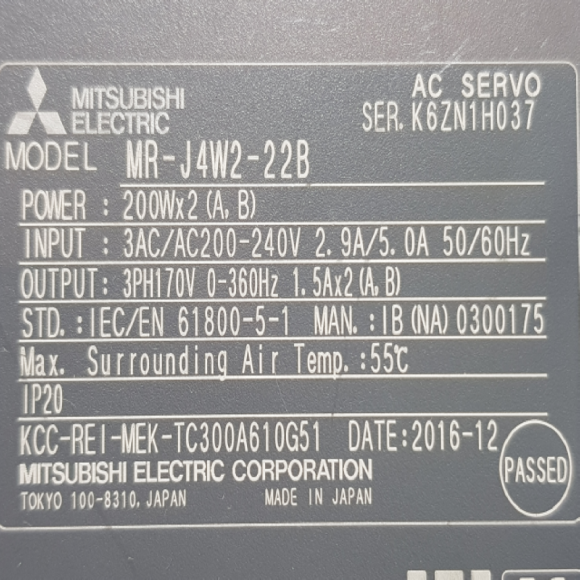 MITSUBISHI
ELECTRIC
AC SERVO
SER. K6ZN1H037
MODEL MR-J4W2-22B
POWER : 200Wx2 (A, B)
INPUT : 3AC/AC200-240V 2.9A/5.0A 50/60Hz
OUTPUT: 3PH170V 0-360Hz 1.5Ax2 (A, B)
STD. : IEC/EN 61800-5-1 MAN. : IB (NA) 0300175
Max. Surrounding Air Temp. : 55℃
IP20
KCC-REI-MEK-TC300A610G51 DATE: 2016-12
PASSED
MITSUBISHI ELECTRIC CORPORATION
TOKYO 100-8310, JAPAN MADE IN JAPAN